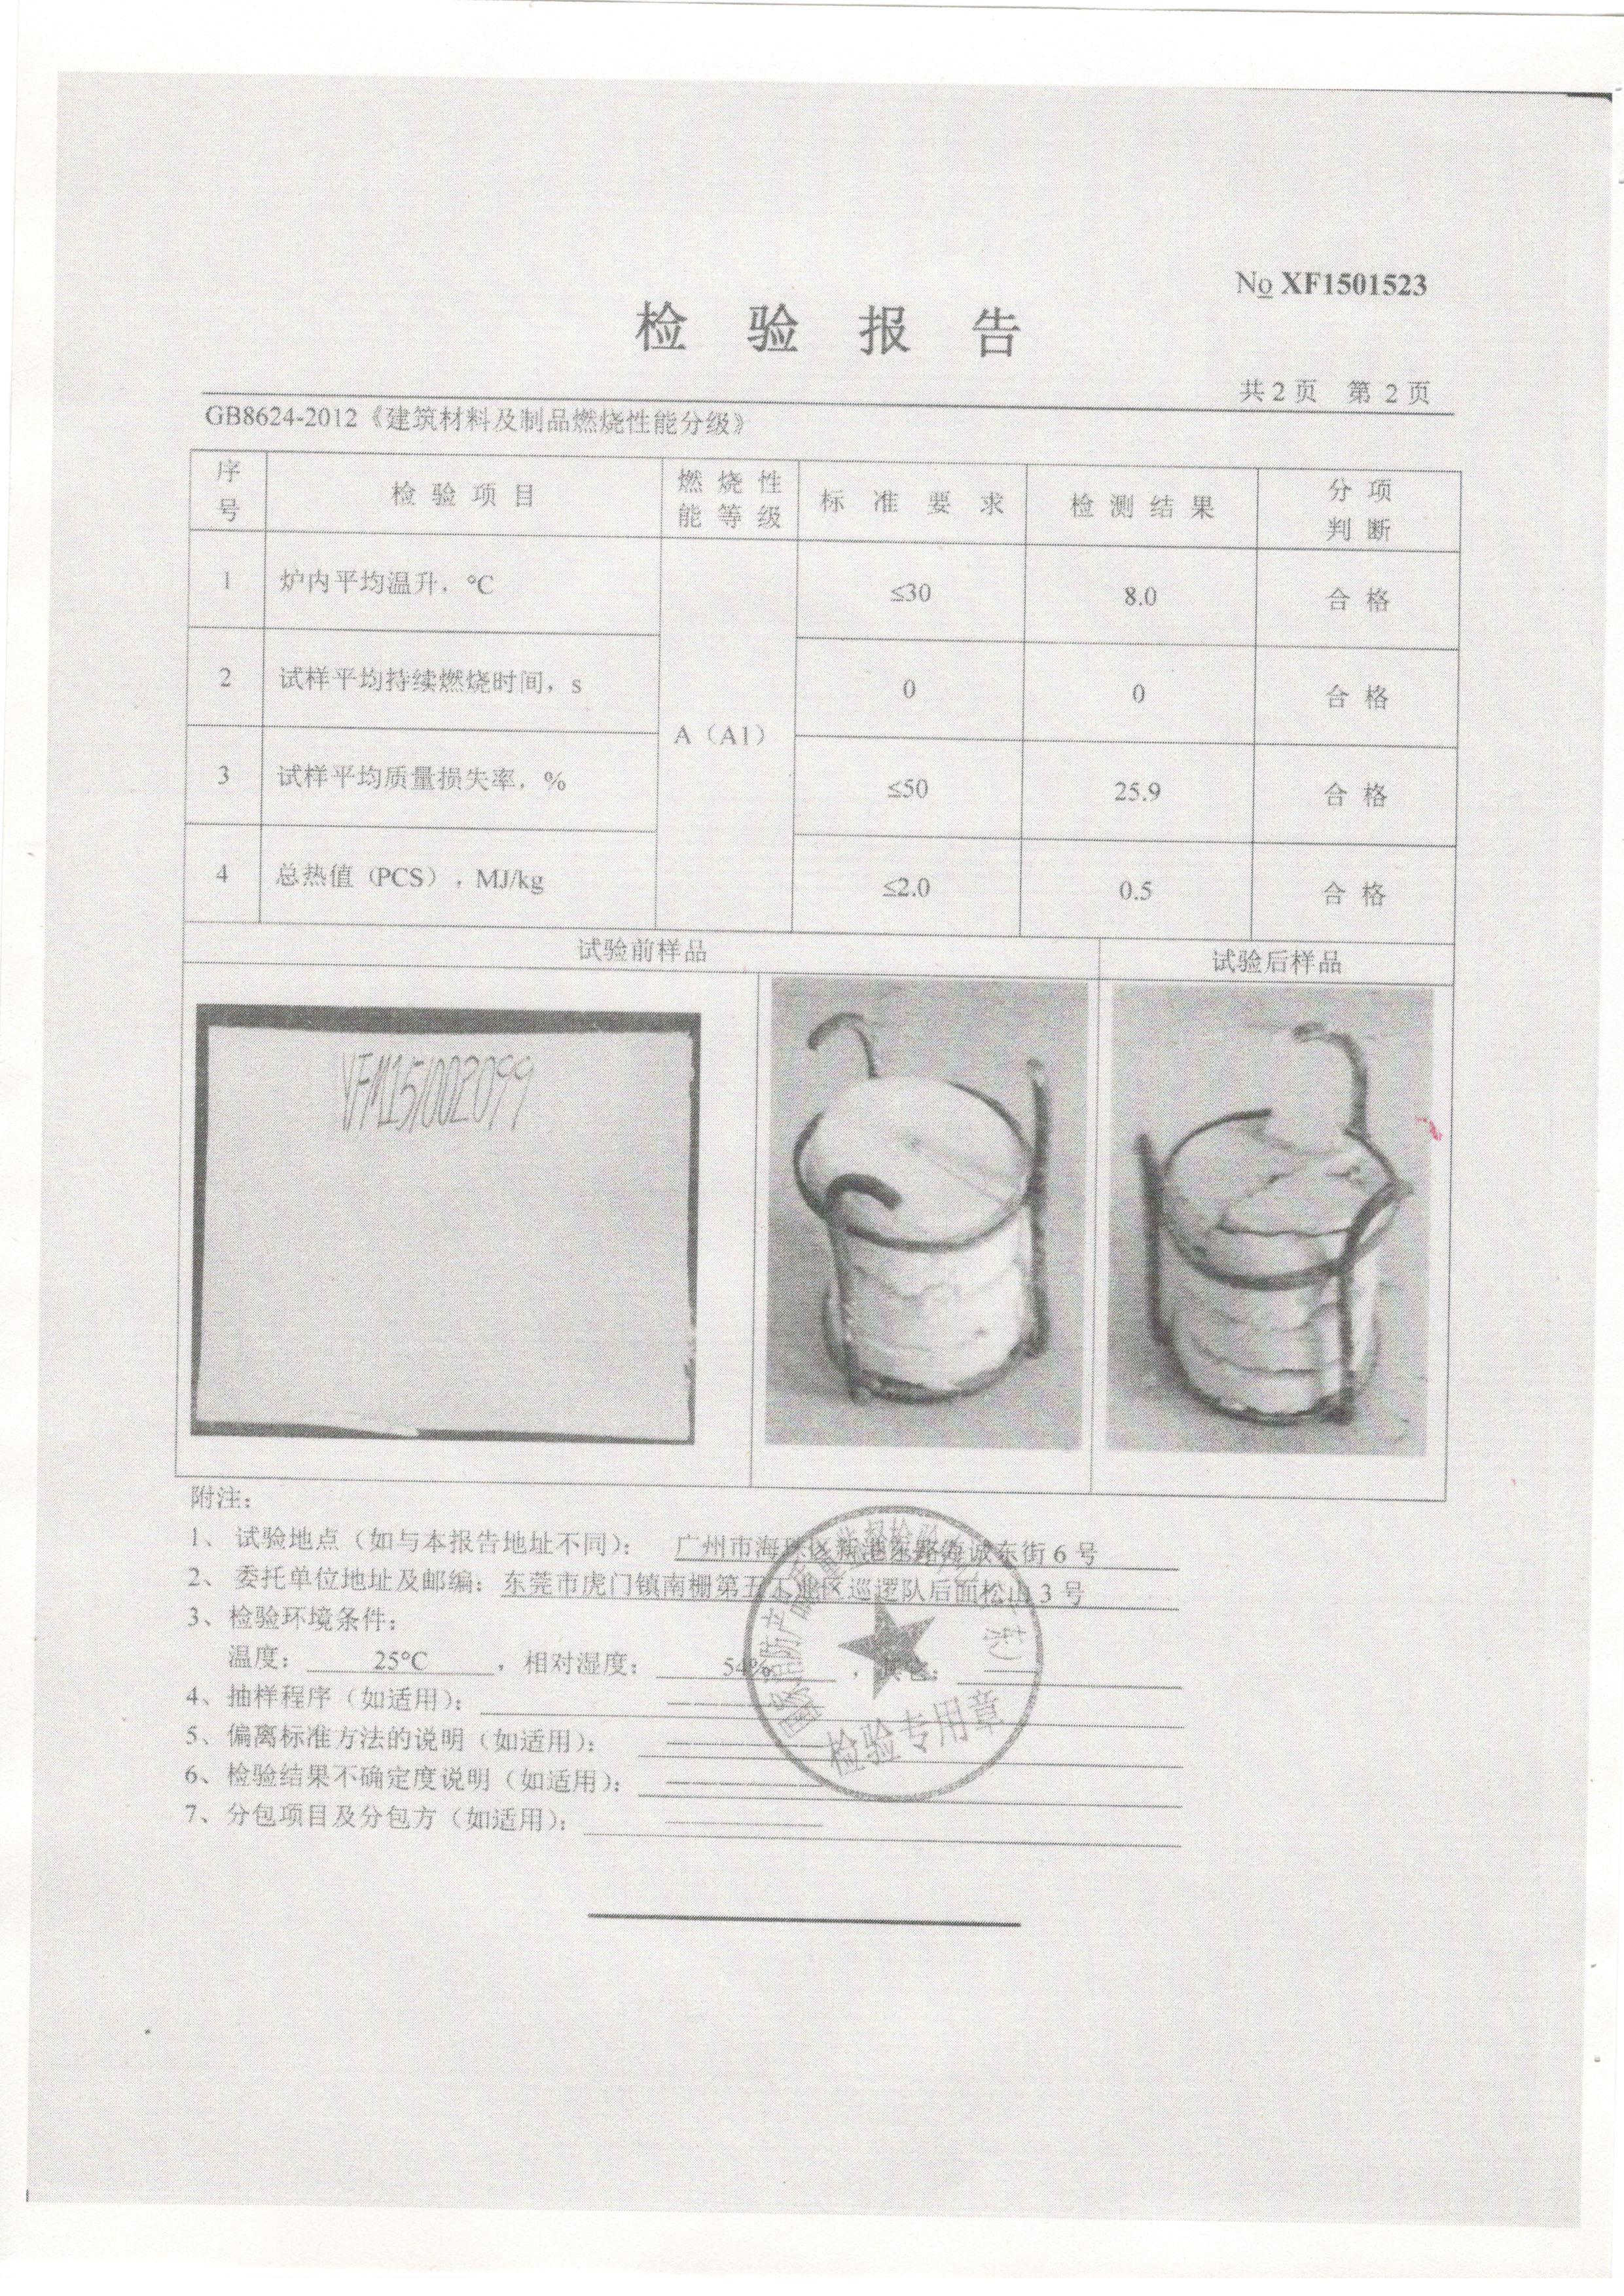 No XF1501523
检验报告
共2页 第2页
GB8624-2012《建筑材料及制品燃烧性能分级》
序号 检验项目 燃烧性能等级 标准要求 检测结果 分项判断
1 炉内平均温升，℃ A（A1） ≤30 8.0 合格
2 试样平均持续燃烧时间，s 0 0 合格
3 试样平均质量损失率，% ≤50 25.9 合格
4 总热值（PCS），MJ/kg ≤2.0 0.5 合格
试验前样品 试验后样品
151002099
附注：
1、试验地点（如与本报告地址不同）： 广州市海珠区新港东路海诚东街6号
2、委托单位地址及邮编：东莞市虎门镇南栅第五工业区巡逻队后面松山3号
3、检验环境条件：
温度： 25℃ ，相对湿度： 54% ，其它：
4、抽样程序（如适用）：
5、偏离标准方法的说明（如适用）：
6、检验结果不确定度说明（如适用）：
7、分包项目及分包方（如适用）：
检验专用章